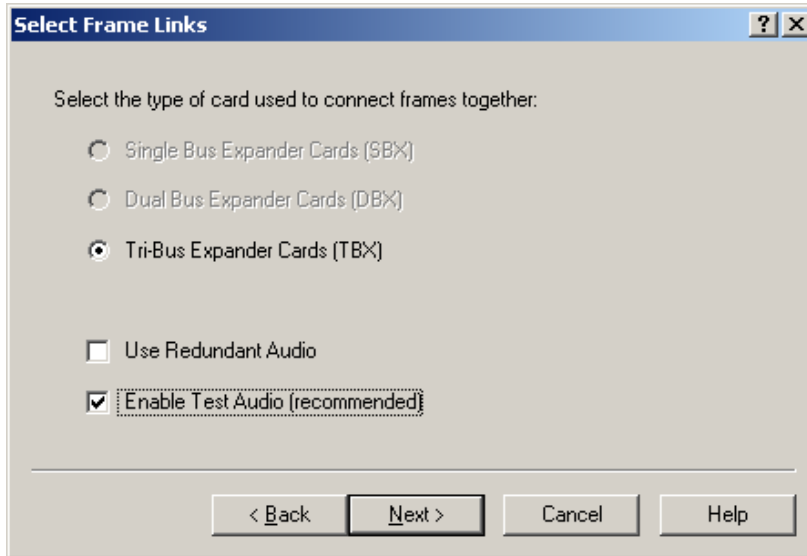 Select Frame Links
?
Select the type of card used to connect frames together:
Single Bus Expander Cards (SBX)
Dual Bus Expander Cards (DBX)
Tri-Bus Expander Cards (TBX)
Use Redundant Audio
Enable Test Audio (recommended)
< Back Next > Cancel Help